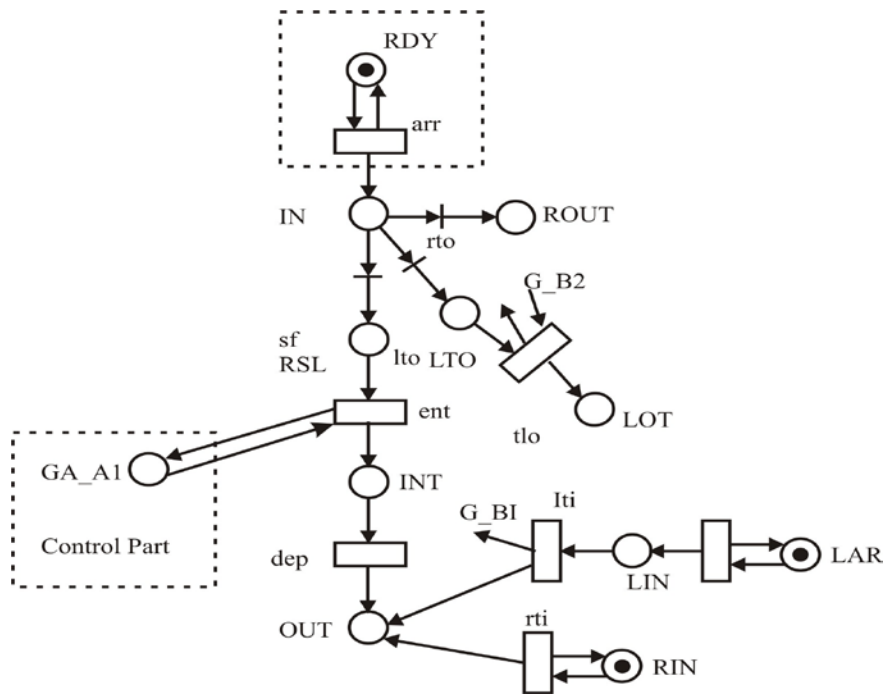 RDY
arr
IN
ROUT
rto
G_B2
sf
RSL
lto
LTO
tlo
LOT
ent
GA_A1
Control Part
INT
G_BI
Iti
dep
LIN
LAR
OUT
rti
RIN